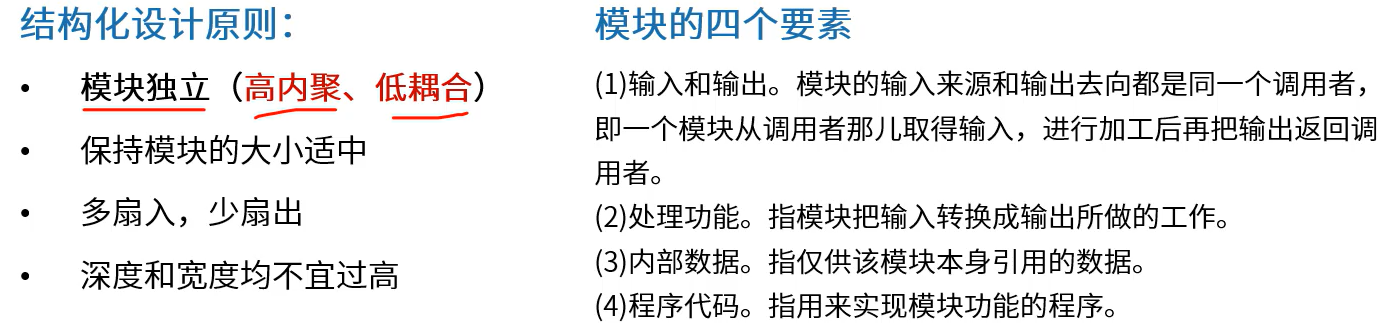 结构化设计原则：
• 模块独立（高内聚、低耦合）
• 保持模块的大小适中
• 多扇入，少扇出
• 深度和宽度均不宜过高
模块的四个要素
(1)输入和输出。模块的输入来源和输出去向都是同一个调用者，
即一个模块从调用者那儿取得输入，进行加工后再把输出返回调
用者。
(2)处理功能。指模块把输入转换成输出所做的工作。
(3)内部数据。指仅供该模块本身引用的数据。
(4)程序代码。指用来实现模块功能的程序。